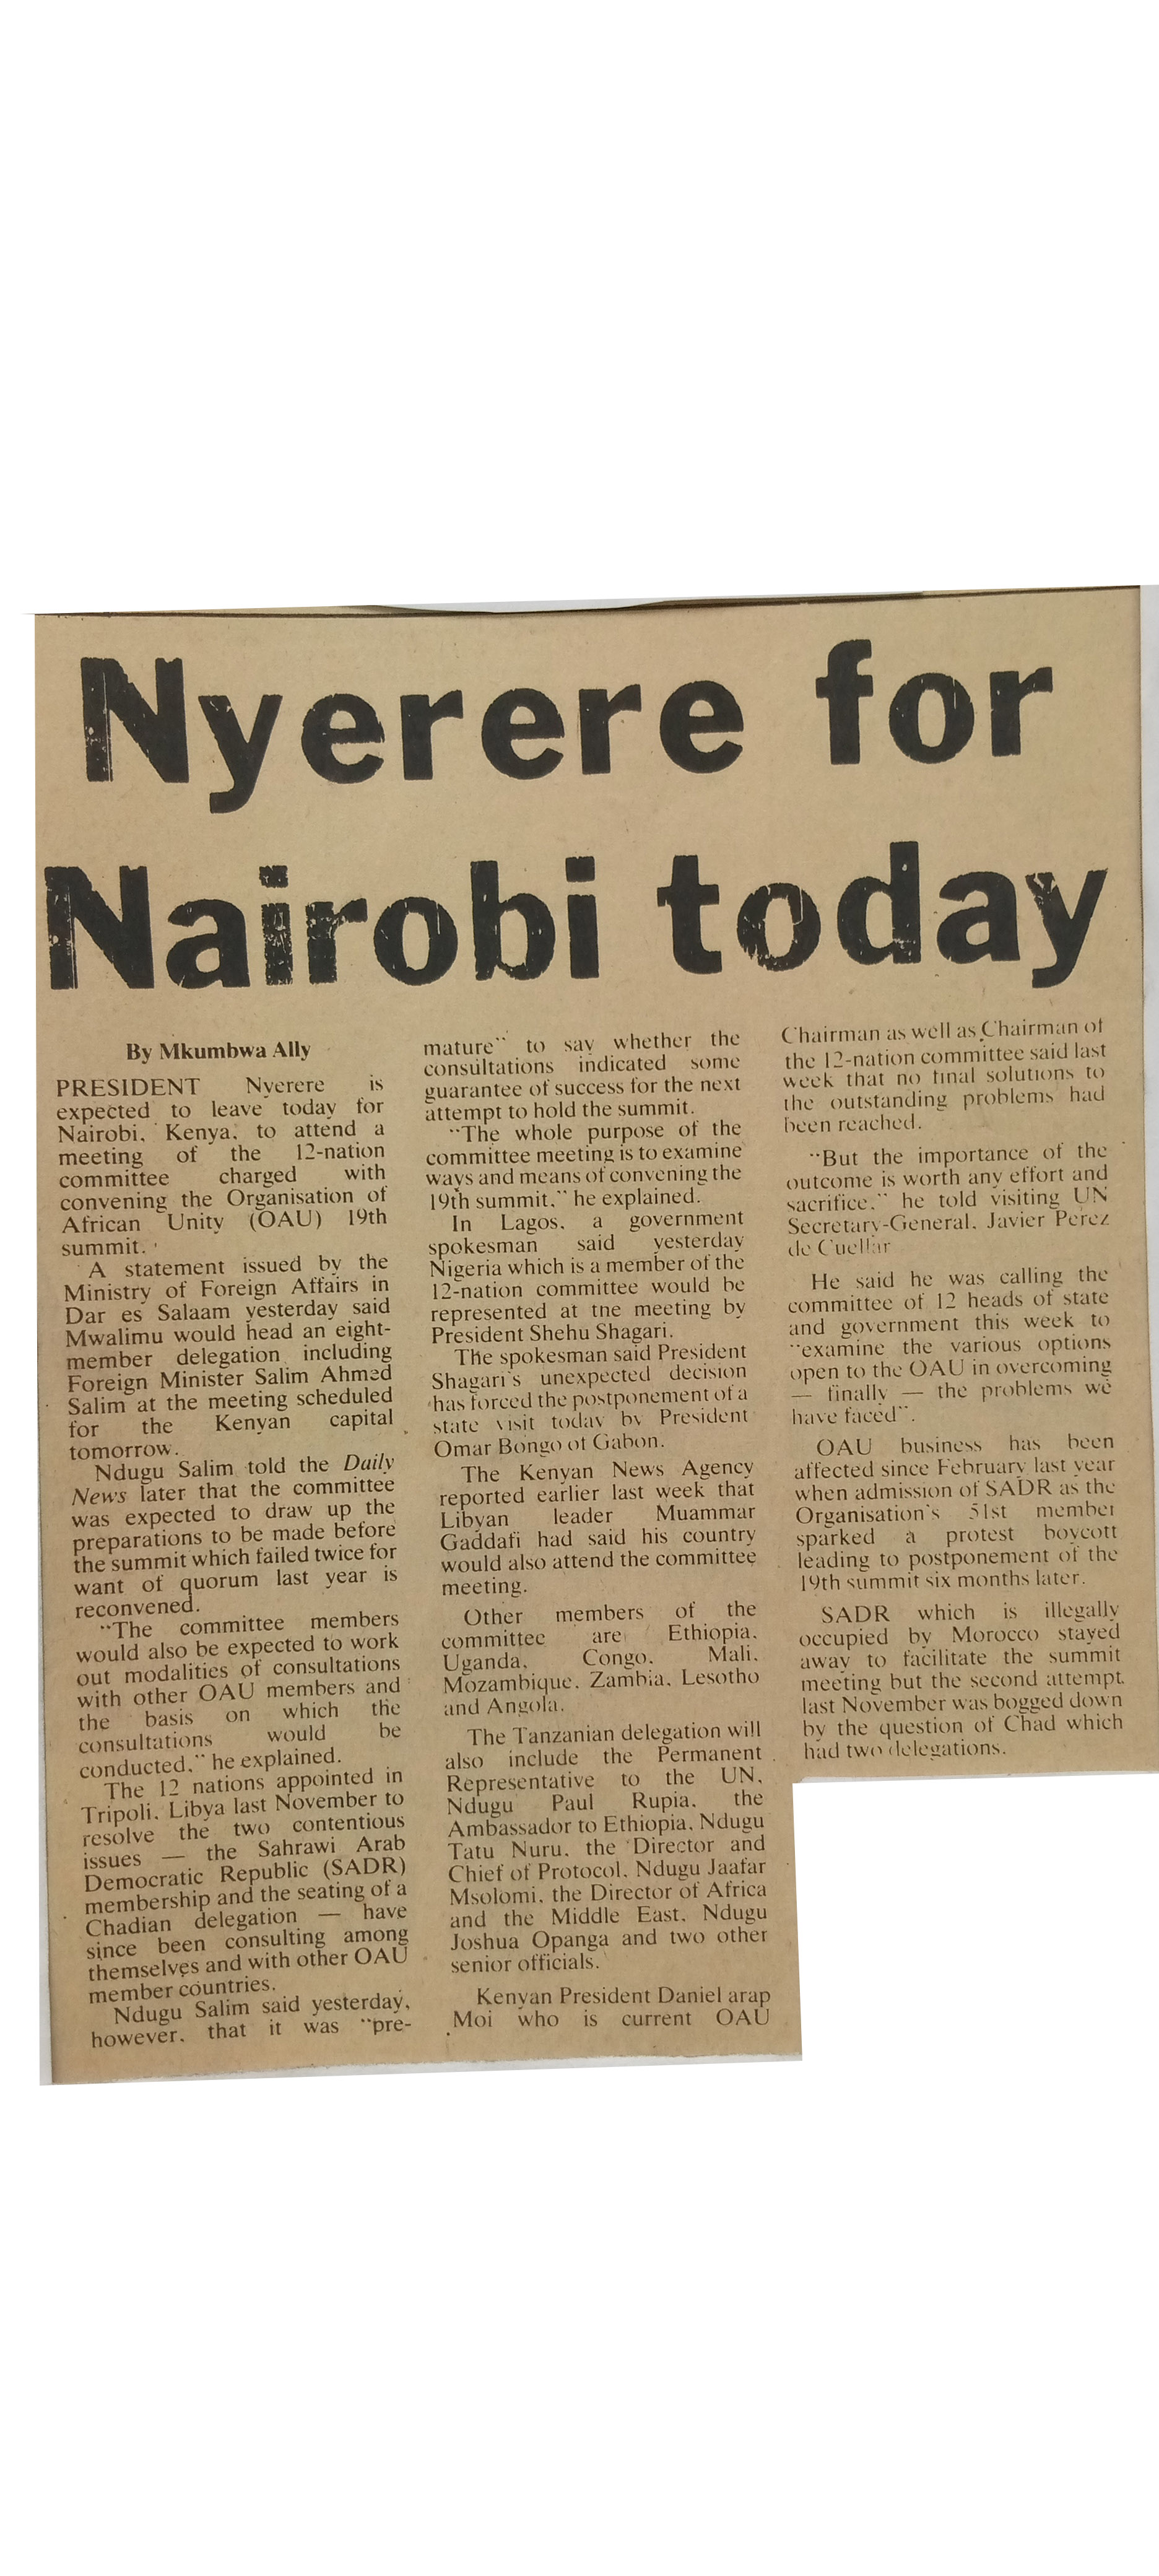 Nyerere for
Nairobi today
By Mkumbwa Ally
PRESIDENT Nyerere is
expected to leave today for
Nairobi, Kenya, to attend a
meeting of the 12-nation
committee charged with
convening the Organisation of
African Unity (OAU) 19th
summit.
A statement issued by the
Ministry of Foreign Affairs in
Dar es Salaam yesterday said
Mwalimu would head an eight-
member delegation including
Foreign Minister Salim Ahmed
Salim at the meeting scheduled
for the Kenyan capital
tomorrow.
Ndugu Salim told the Daily
News later that the committee
was expected to draw up the
preparations to be made before
the summit which failed twice for
want of quorum last year is
reconvened.
"The committee members
would also be expected to work
out modalities of consultations
with other OAU members and
the basis on which the
consultations would be
conducted," he explained.
The 12 nations appointed in
Tripoli, Libya last November to
resolve the two contentious
issues — the Sahrawi Arab
Democratic Republic (SADR)
membership and the seating of a
Chadian delegation — have
since been consulting among
themselves and with other OAU
member countries.
Ndugu Salim said yesterday,
however, that it was "pre-
mature" to say whether the
consultations indicated some
guarantee of success for the next
attempt to hold the summit.
"The whole purpose of the
committee meeting is to examine
ways and means of convening the
19th summit," he explained.
In Lagos, a government
spokesman said yesterday
Nigeria which is a member of the
12-nation committee would be
represented at the meeting by
President Shehu Shagari.
The spokesman said President
Shagari's unexpected decision
has forced the postponement of a
state visit today by President
Omar Bongo of Gabon.
The Kenyan News Agency
reported earlier last week that
Libyan leader Muammar
Gaddafi had said his country
would also attend the committee
meeting.
Other members of the
committee are Ethiopia,
Uganda, Congo, Mali,
Mozambique, Zambia, Lesotho
and Angola.
The Tanzanian delegation will
also include the Permanent
Representative to the UN,
Ndugu Paul Rupia, the
Ambassador to Ethiopia, Ndugu
Tatu Nuru, the Director and
Chief of Protocol, Ndugu Jaafar
Msolomi, the Director of Africa
and the Middle East, Ndugu
Joshua Opanga and two other
senior officials.
Kenyan President Daniel arap
Moi who is current OAU
Chairman as well as Chairman of
the 12-nation committee said last
week that no final solutions to
the outstanding problems had
been reached.
"But the importance of the
outcome is worth any effort and
sacrifice," he told visiting UN
Secretary-General, Javier Perez
de Cuellar
He said he was calling the
committee of 12 heads of state
and government this week to
"examine the various options
open to the OAU in overcoming
— finally — the problems we
have faced".
OAU business has been
affected since February last year
when admission of SADR as the
Organisation's 51st member
sparked a protest boycott
leading to postponement of the
19th summit six months later.
SADR which is illegally
occupied by Morocco stayed
away to facilitate the summit
meeting but the second attempt
last November was bogged down
by the question of Chad which
had two delegations.